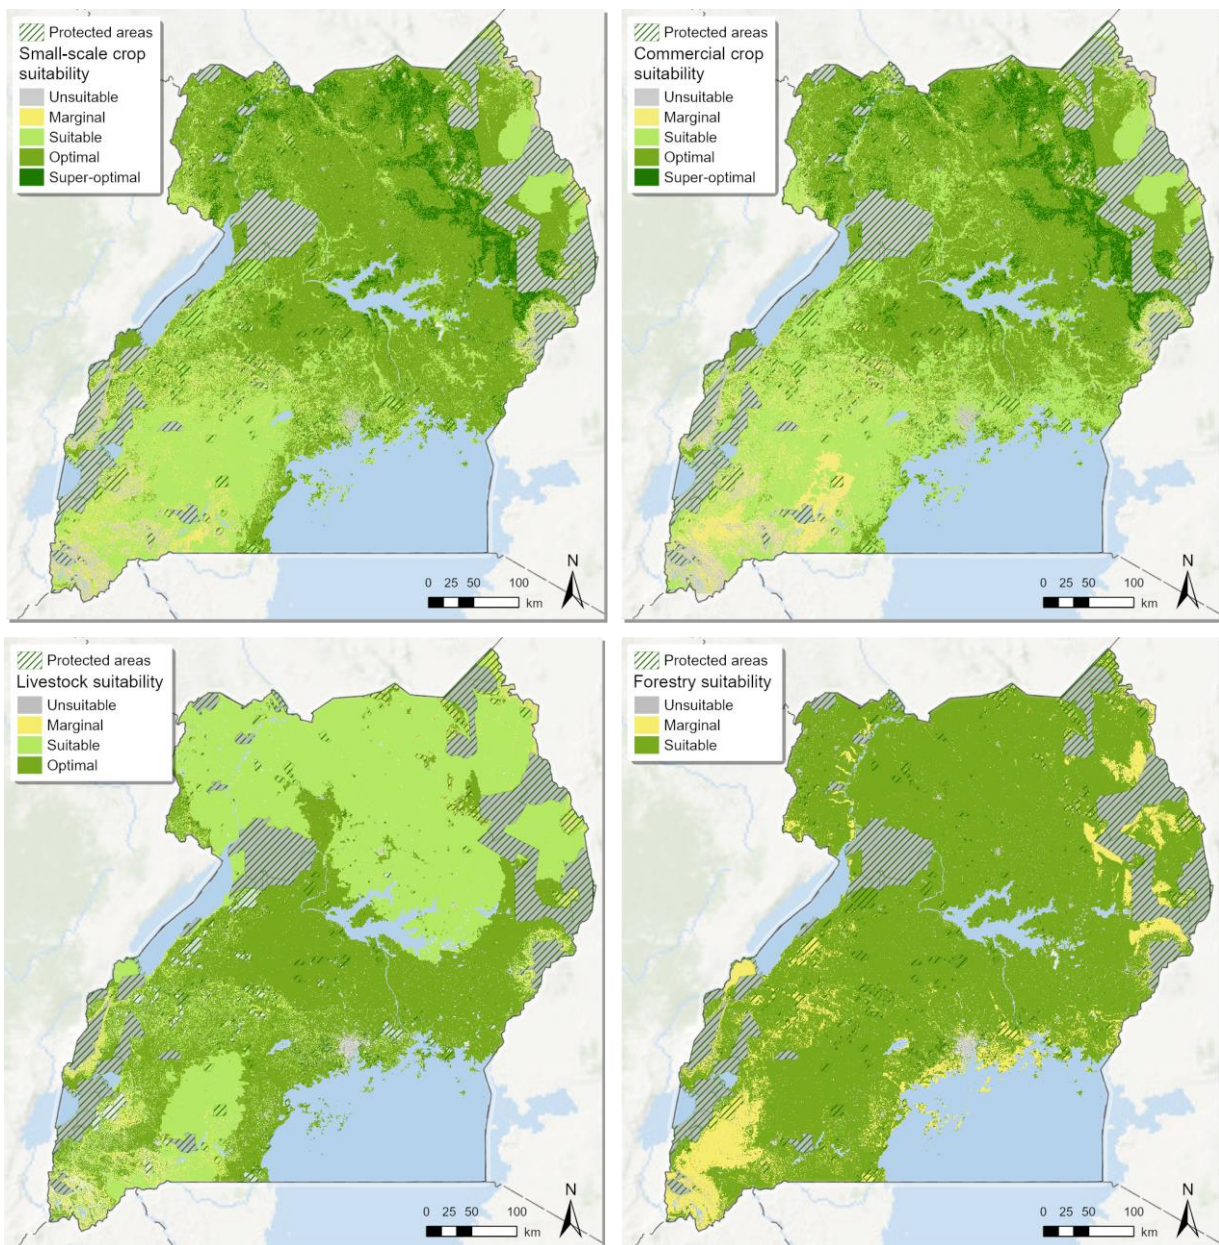 Protected areas
Small-scale crop
suitability
Unsuitable
Marginal
Suitable
Optimal
Super-optimal
N
0 25 50 100
km
Protected areas
Commercial crop
suitability
Unsuitable
Marginal
Suitable
Optimal
Super-optimal
N
0 25 50 100
km
Protected areas
Livestock suitability
Unsuitable
Marginal
Suitable
Optimal
N
0 25 50 100
km
Protected areas
Forestry suitability
Unsuitable
Marginal
Suitable
N
0 25 50 100
km